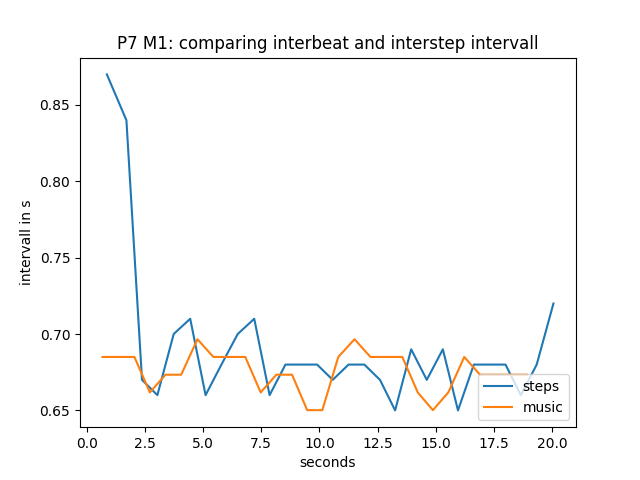 P7 M1: comparing interbeat and interstep intervall
intervall in s
0.85
0.80
0.75
0.70
0.65
0.0 2.5 5.0 7.5 10.0 12.5 15.0 17.5 20.0
seconds
steps
music